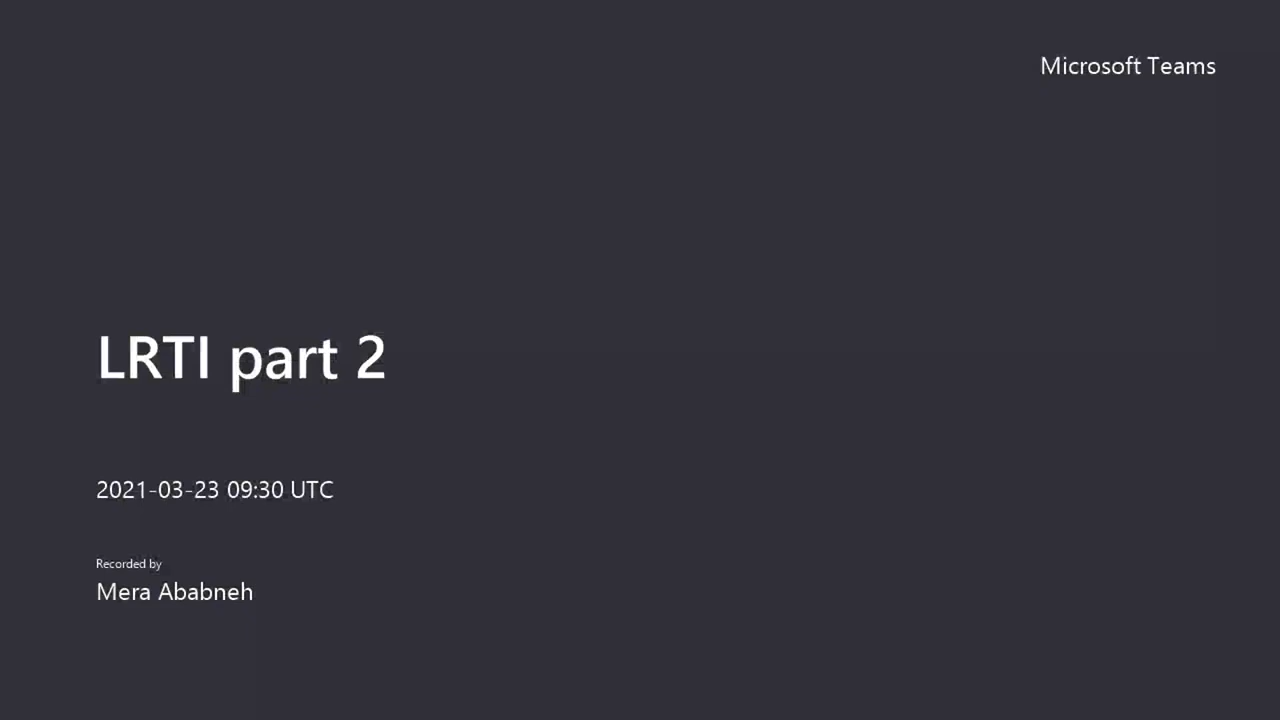 Microsoft Teams
LRTI part 2
2021-03-23 09:30 UTC
Recorded by
Mera Ababneh